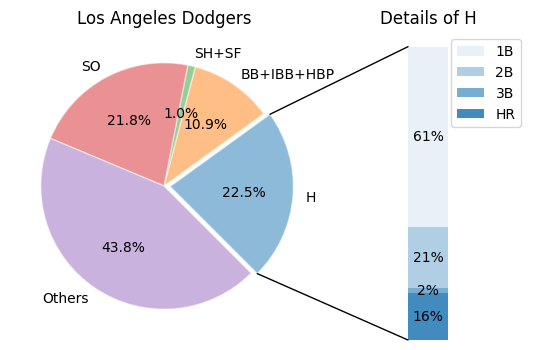 Los Angeles Dodgers
SO
SH+SF
BB+IBB+HBP
H
Others
21.8%
1.0%
10.9%
22.5%
43.8%
Details of H
1B
2B
3B
HR
61%
21%
2%
16%